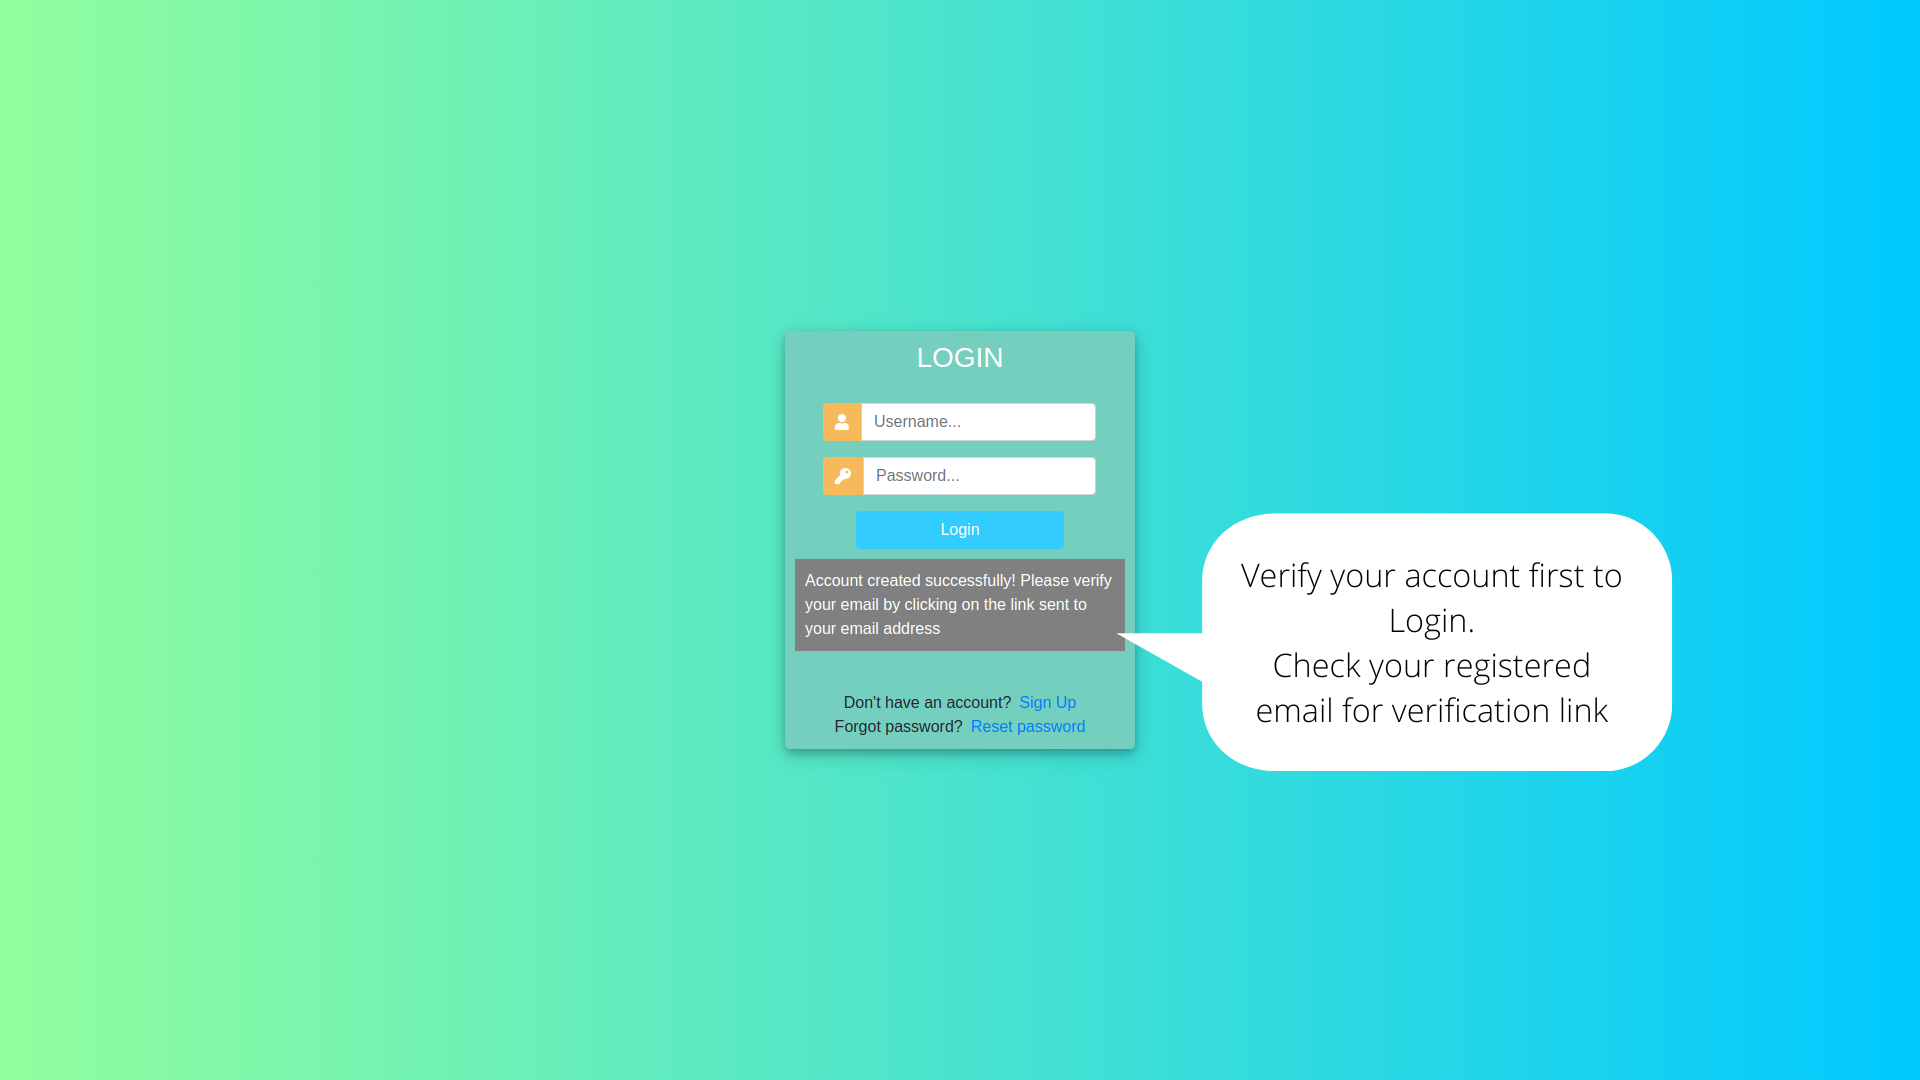 LOGIN
Username...
Password...
Login
Account created successfully! Please verify
your email by clicking on the link sent to
your email address
Don't have an account? Sign Up
Forgot password? Reset password
Verify your account first to
Login.
Check your registered
email for verification link